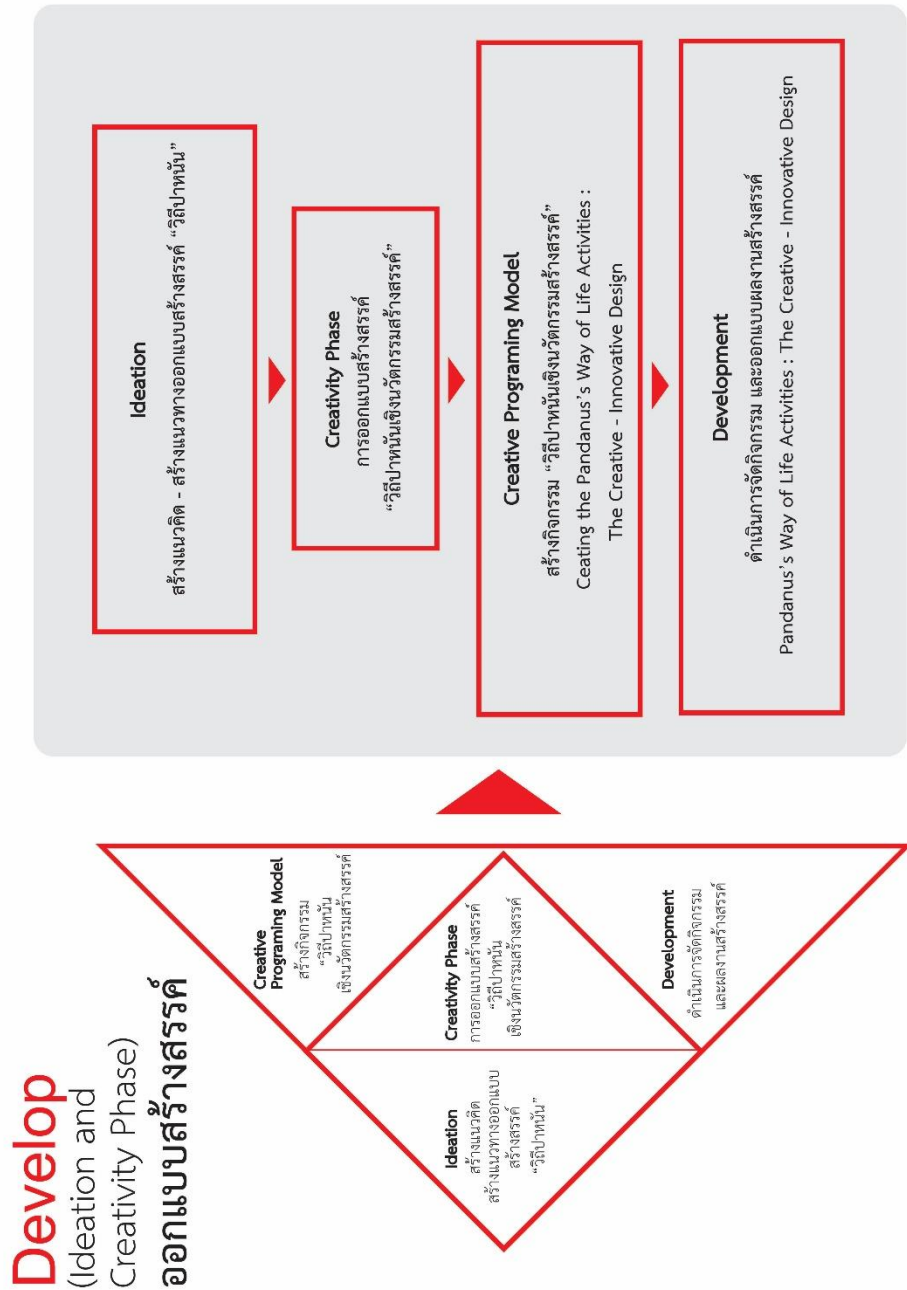 Develop
(Ideation and
Creativity Phase)
ออกแบบสร้างสรรค์
Ideation
สร้างแนวคิด
สร้างแนวทางออกแบบ
สร้างสรรค์
“วิถีปาหนัน”
Creative
Programing Model
สร้างกิจกรรม
“วิถีปาหนัน
เชิงนวัตกรรมสร้างสรรค์
Creativity Phase
การออกแบบสร้างสรรค์
“วิถีปาหนัน
เชิงนวัตกรรมสร้างสรรค์
Development
ดำเนินการจัดกิจกรรม
และผลงานสร้างสรรค์
Ideation
สร้างแนวคิด - สร้างแนวทางออกแบบสร้างสรรค์ “วิถีปาหนัน”
Creativity Phase
การออกแบบสร้างสรรค์
“วิถีปาหนันเชิงนวัตกรรมสร้างสรรค์”
Creative Programing Model
สร้างกิจกรรม “วิถีปาหนันเชิงนวัตกรรมสร้างสรรค์”
Ceating the Pandanus's Way of Life Activities :
The Creative - Innovative Design
Development
ดำเนินการจัดกิจกรรม และออกแบบผลงานสร้างสรรค์
Pandanus's Way of Life Activities : The Creative - Innovative Design